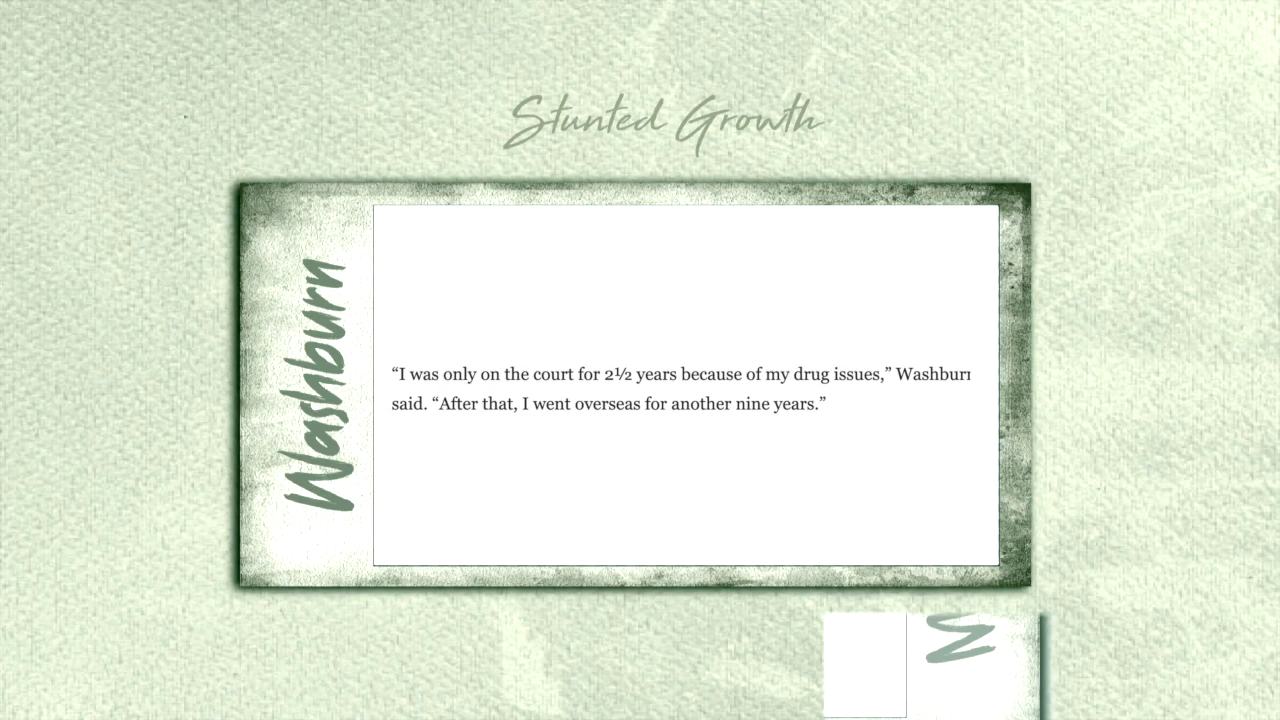 Stunted Growth
Washburn
“I was only on the court for 2½ years because of my drug issues,” Washburn
said. “After that, I went overseas for another nine years.”